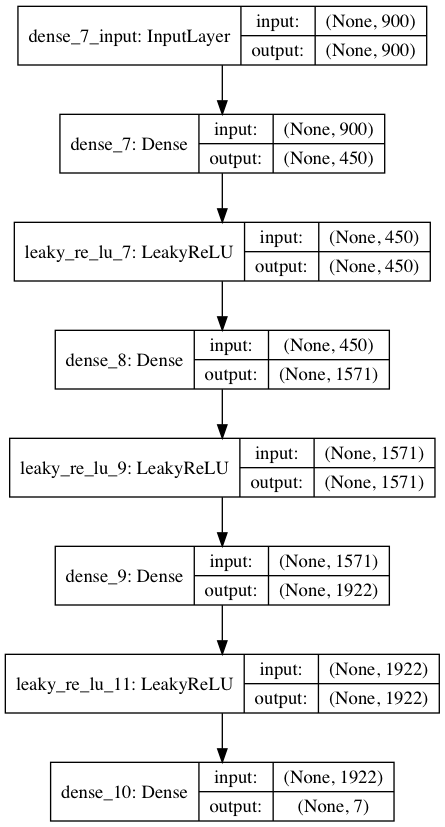 dense_7_input: InputLayer input: (None, 900)
output: (None, 900)
dense_7: Dense input: (None, 900)
output: (None, 450)
leaky_re_lu_7: LeakyReLU input: (None, 450)
output: (None, 450)
dense_8: Dense input: (None, 450)
output: (None, 1571)
leaky_re_lu_9: LeakyReLU input: (None, 1571)
output: (None, 1571)
dense_9: Dense input: (None, 1571)
output: (None, 1922)
leaky_re_lu_11: LeakyReLU input: (None, 1922)
output: (None, 1922)
dense_10: Dense input: (None, 1922)
output: (None, 7)